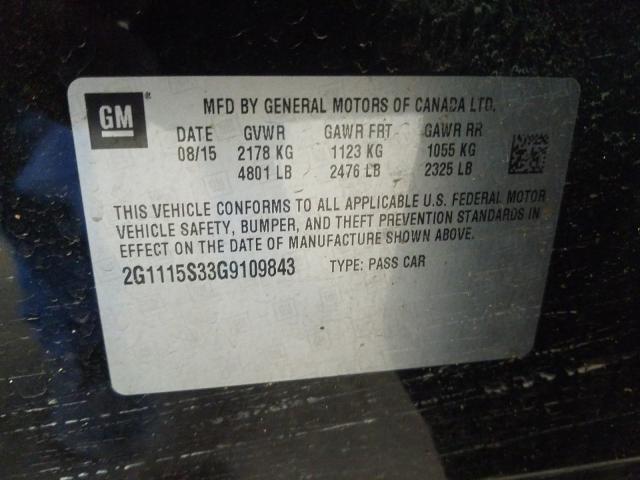 GM
MFD BY GENERAL MOTORS OF CANADA LTD.
DATE GVWR GAWR FRT GAWR RR
08/15 2178 KG 1123 KG 1055 KG
4801 LB 2476 LB 2325 LB
THIS VEHICLE CONFORMS TO ALL APPLICABLE U.S. FEDERAL MOTOR
VEHICLE SAFETY, BUMPER, AND THEFT PREVENTION STANDARDS IN
EFFECT ON THE DATE OF MANUFACTURE SHOWN ABOVE.
2G1115S33G9109843 TYPE: PASS CAR